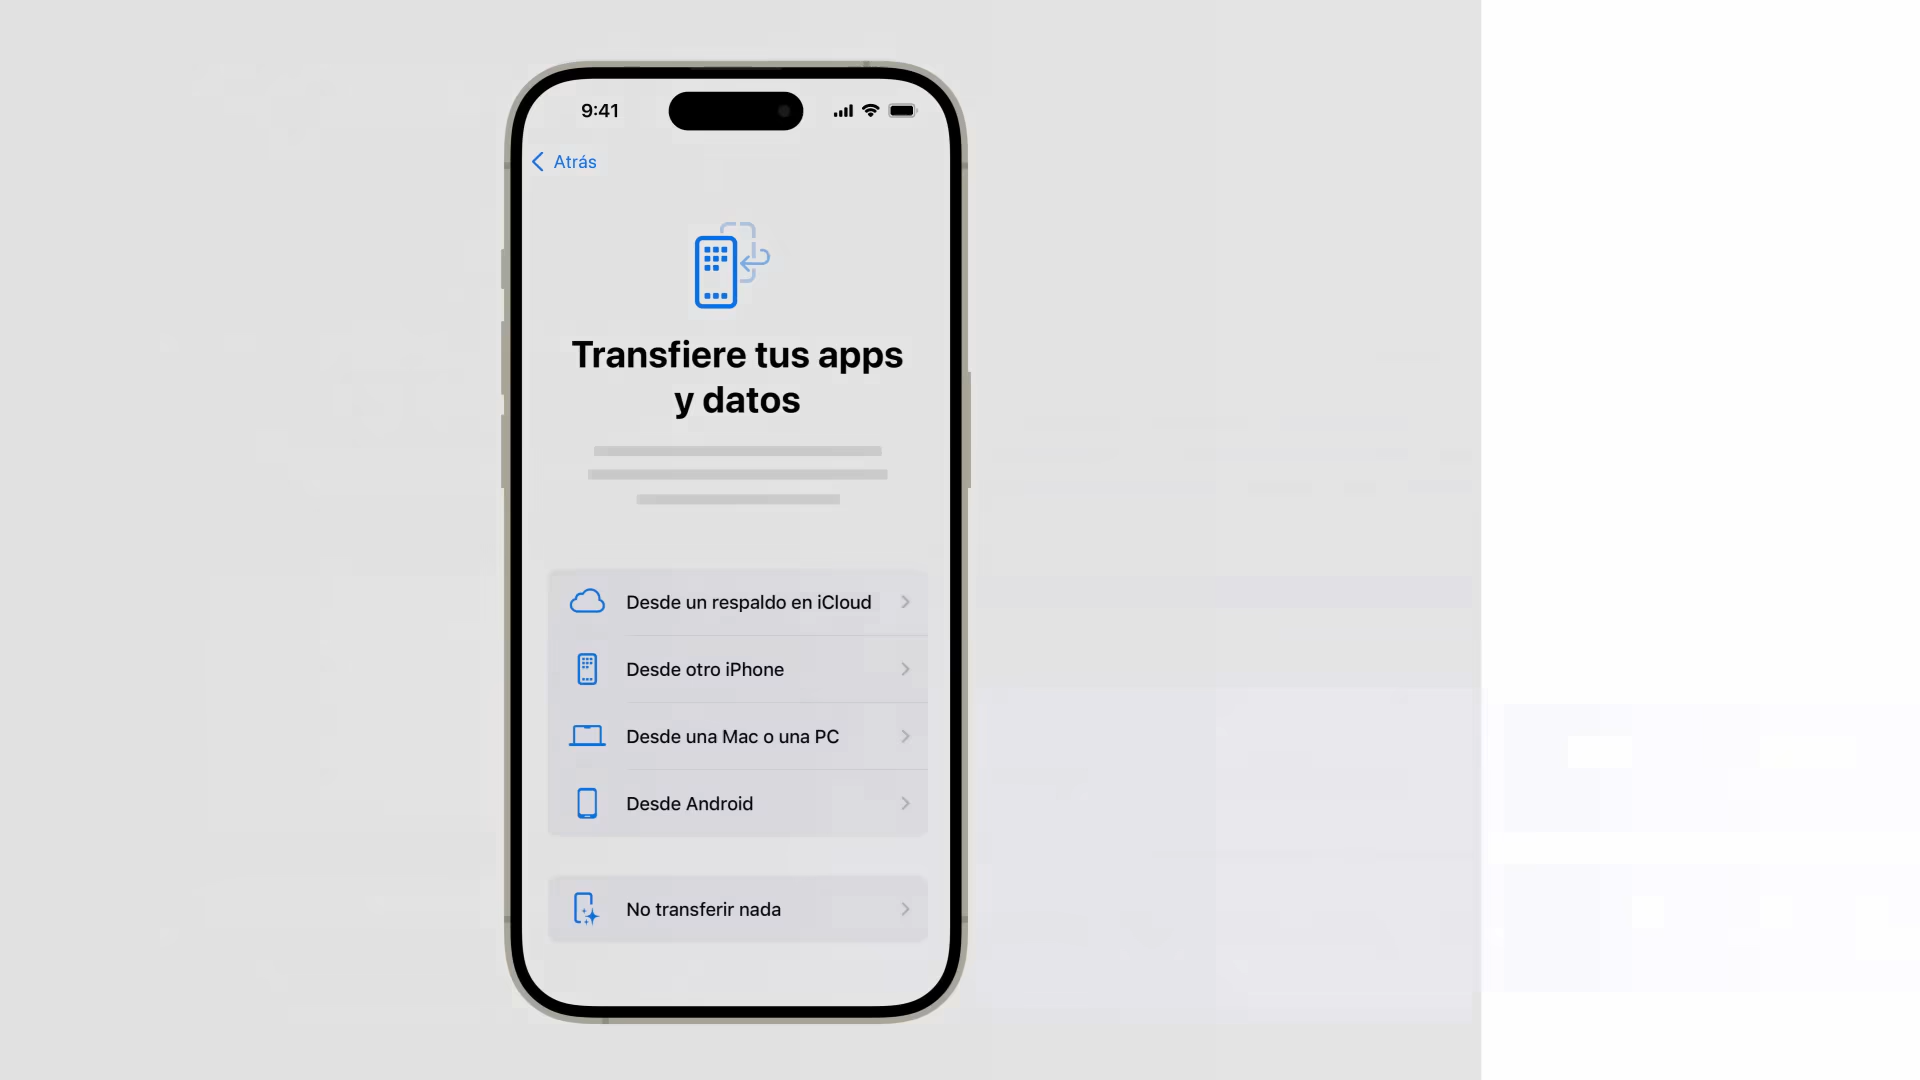 9:41
Atrás
Transfiere tus apps
y datos
Desde un respaldo en iCloud
Desde otro iPhone
Desde una Mac o una PC
Desde Android
No transferir nada